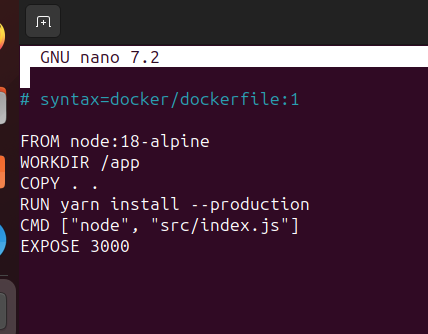 GNU nano 7.2
# syntax=docker/dockerfile:1
FROM node:18-alpine
WORKDIR /app
COPY . .
RUN yarn install --production
CMD ["node", "src/index.js"]
EXPOSE 3000